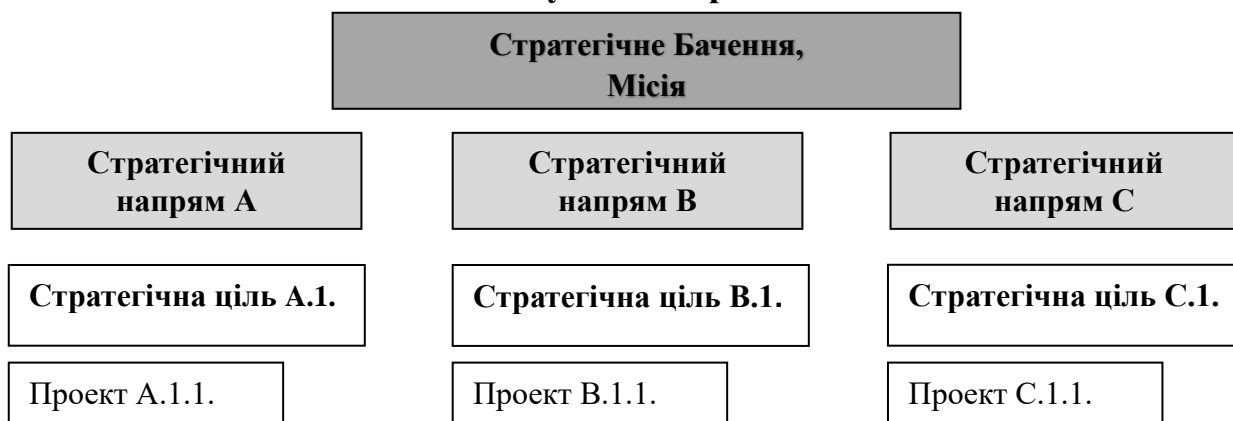 Стратегічне Бачення,
Місія
Стратегічний
напрям А
Стратегічний
напрям В
Стратегічний
напрям С
Стратегічна ціль А.1.
Стратегічна ціль В.1.
Стратегічна ціль С.1.
Проект А.1.1.
Проект В.1.1.
Проект С.1.1.